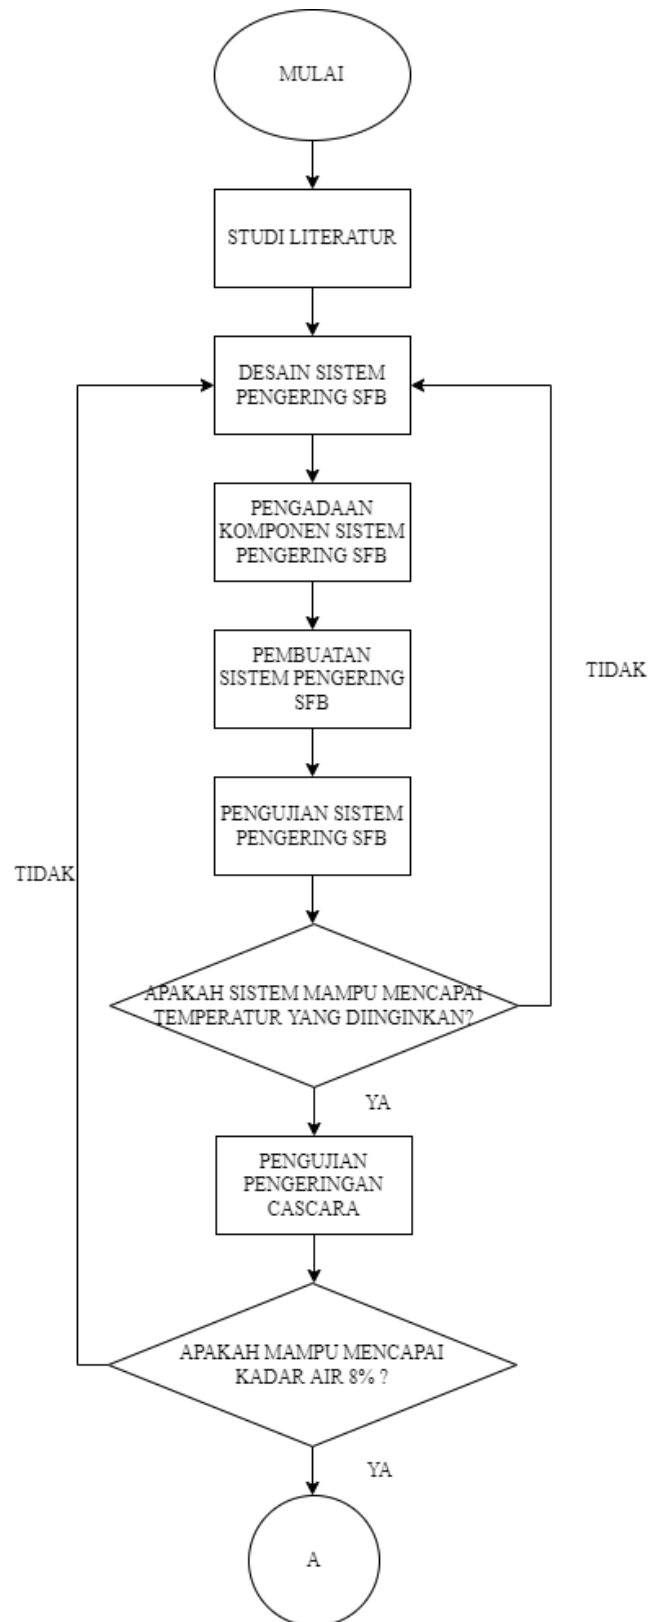 MULAI
STUDI LITERATUR
DESAIN SISTEM
PENGERING SFB
PENGADAAN
KOMPONEN SISTEM
PENGERING SFB
PEMBUATAN
SISTEM PENGERING
SFB
TIDAK
PENGUJIAN SISTEM
PENGERING SFB
TIDAK
APAKAH SISTEM MAMPU MENCAPAI
TEMPERATUR YANG DIINGINKAN?
YA
PENGUJIAN
PENGERINGAN
CASCARA
APAKAH MAMPU MENCAPAI
KADAR AIR 8% ?
YA
A